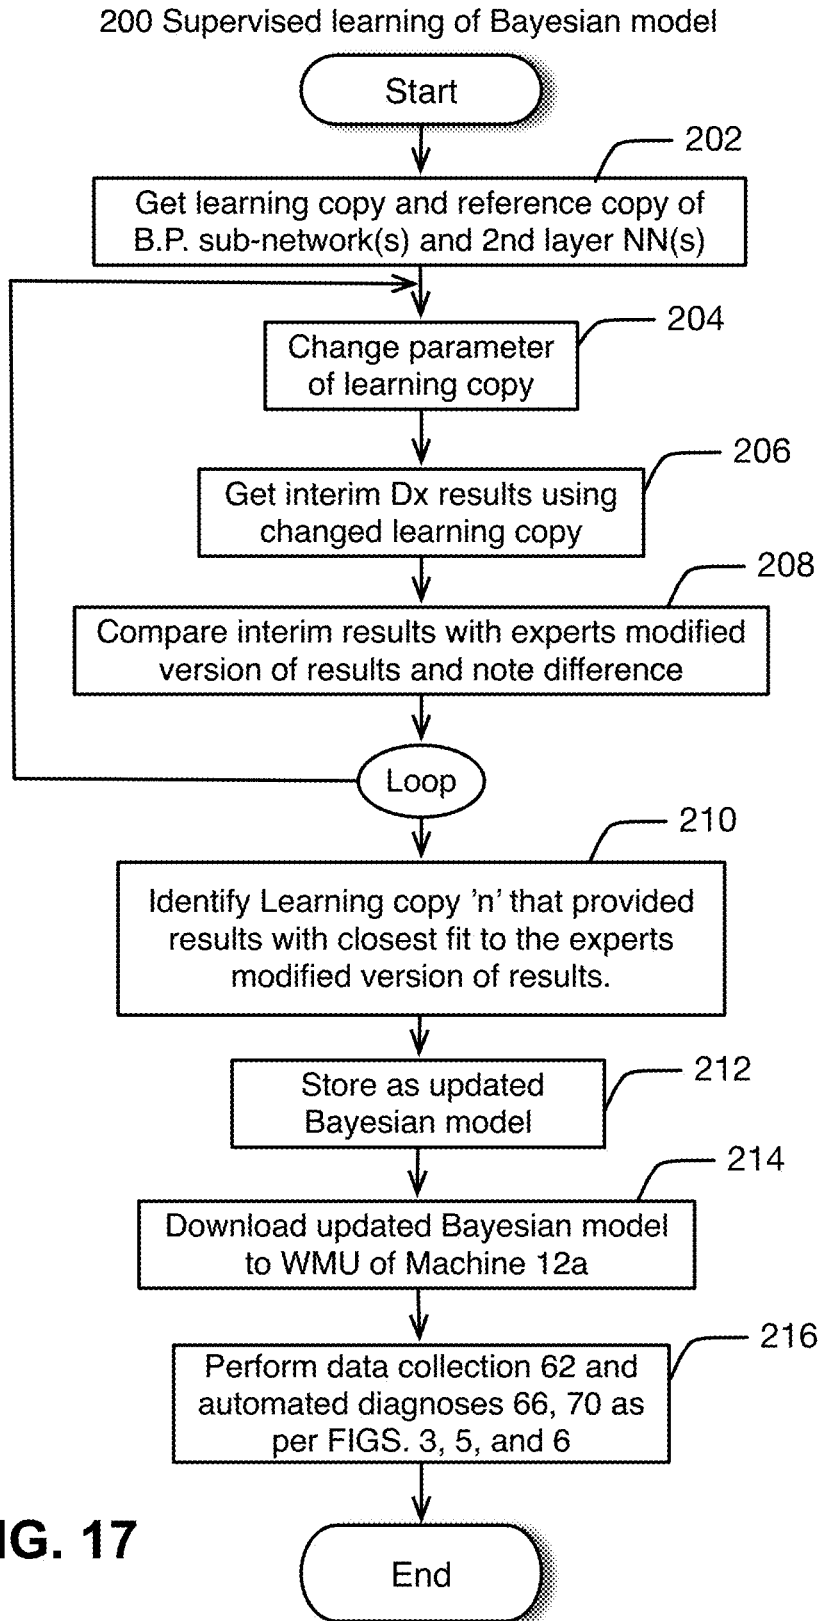 200 Supervised learning of Bayesian model
Start
202
Get learning copy and reference copy of
B.P. sub-network(s) and 2nd layer NN(s)
204
Change parameter
of learning copy
206
Get interim Dx results using
changed learning copy
208
Compare interim results with experts modified
version of results and note difference
Loop
210
Identify Learning copy 'n' that provided
results with closest fit to the experts
modified version of results.
212
Store as updated
Bayesian model
214
Download updated Bayesian model
to WMU of Machine 12a
216
Perform data collection 62 and
automated diagnoses 66, 70 as
per FIGS. 3, 5, and 6
IG. 17
End